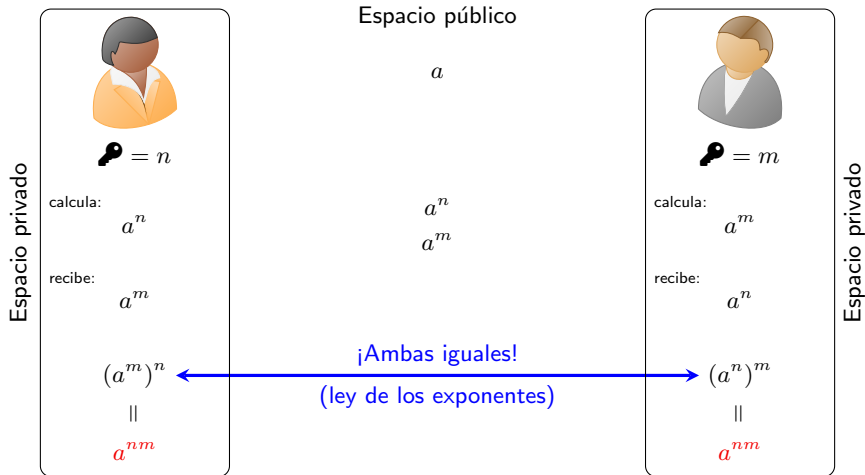 Espacio público
a
Espacio privado
= n
calcula:
a^n
recibe:
a^m
(a^m)^n
=
a^{nm}
a^n
a^m
¡Ambas iguales!
(ley de los exponentes)
= m
calcula:
a^m
recibe:
a^n
(a^n)^m
=
a^{nm}
Espacio privado